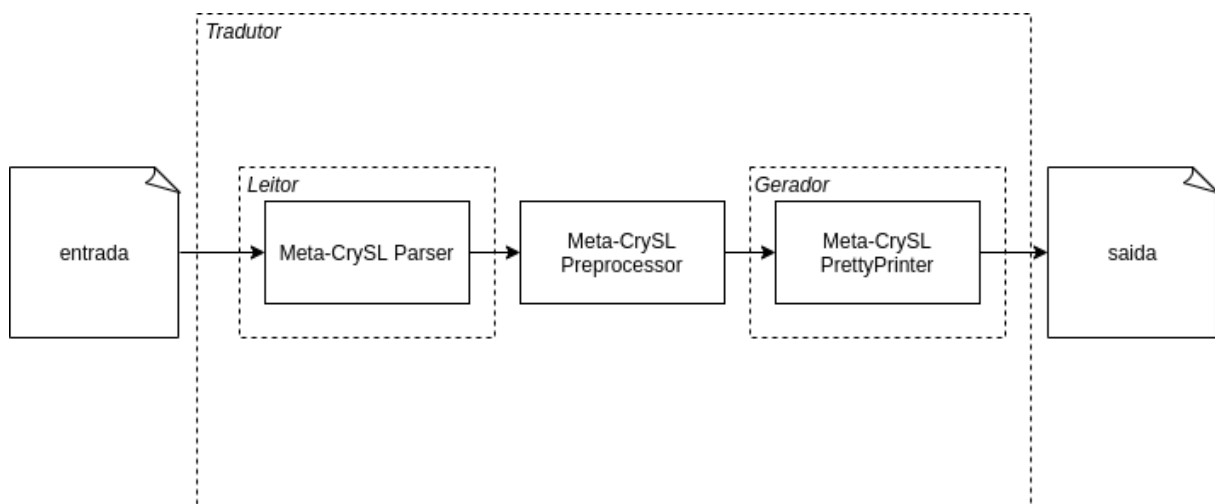 Tradutor
Leitor
Gerador
entrada
Meta-CrySL Parser
Meta-CrySL
Preprocessor
Meta-CrySL
PrettyPrinter
saida